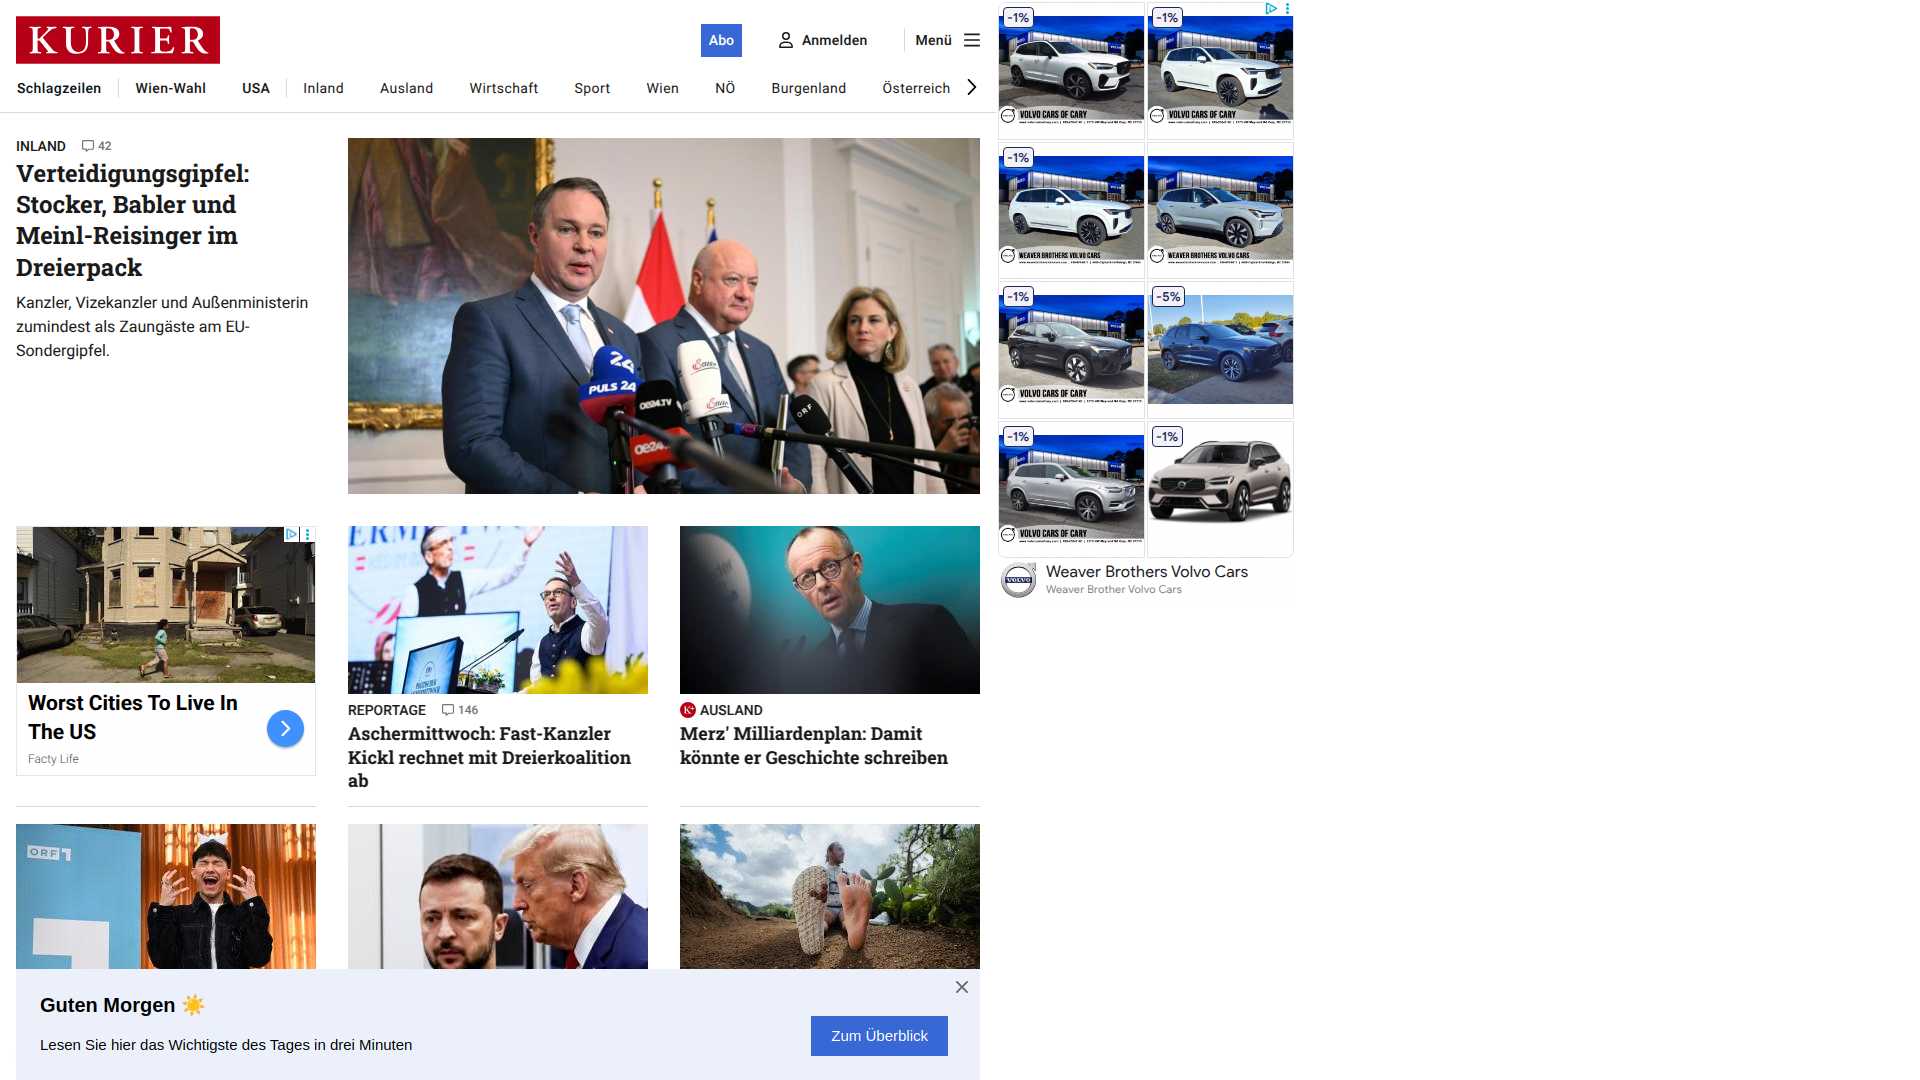 KURIER
Abo
Anmelden
Menü
Schlagzeilen
Wien-Wahl
USA
Inland
Ausland
Wirtschaft
Sport
Wien
NÖ
Burgenland
Österreich
INLAND 42
Verteidigungsgipfel:
Stocker, Babler und
Meinl-Reisinger im
Dreierpack
Kanzler, Vizekanzler und Außenministerin
zumindest als Zaungäste am EU-
Sondergipfel.
24
PULS 24
oe24.TV
oe24
ORF
Worst Cities To Live In
The US
Facty Life
REPORTAGE 146
Aschermittwoch: Fast-Kanzler
Kickl rechnet mit Dreierkoalition
ab
K+ AUSLAND
Merz' Milliardenplan: Damit
könnte er Geschichte schreiben
ORF 1
Guten Morgen ☀️
Lesen Sie hier das Wichtigste des Tages in drei Minuten
Zum Überblick
-1%
VOLVO CARS OF CARY
-1%
VOLVO CARS OF CARY
-1%
WEAVER BROTHERS VOLVO CARS
WEAVER BROTHERS VOLVO CARS
-1%
VOLVO CARS OF CARY
-5%
-1%
VOLVO CARS OF CARY
-1%
VOLVO
Weaver Brothers Volvo Cars
Weaver Brother Volvo Cars